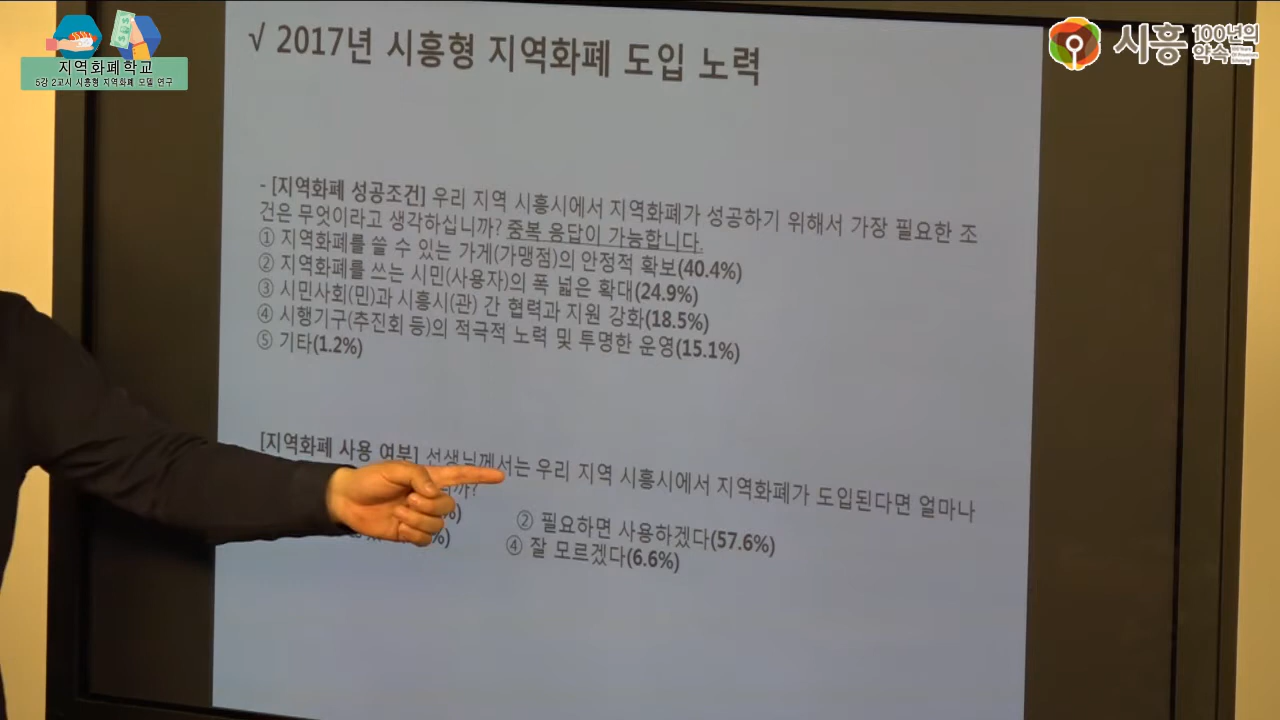 지역화폐학교
5강 2교시 시흥형 지역화폐 모델 연구
시흥 100년의 약속
√ 2017년 시흥형 지역화폐 도입 노력
- [지역화폐 성공조건] 우리 지역 시흥시에서 지역화폐가 성공하기 위해서 가장 필요한 조
건은 무엇이라고 생각하십니까? 중복 응답이 가능합니다.
① 지역화폐를 쓸 수 있는 가게(가맹점)의 안정적 확보(40.4%)
② 지역화폐를 쓰는 시민(사용자)의 폭 넓은 확대(24.9%)
③ 시민사회(민)과 시흥시(관) 간 협력과 지원 강화(18.5%)
④ 시행기구(추진회 등)의 적극적 노력 및 투명한 운영(15.1%)
⑤ 기타(1.2%)
[지역화폐 사용 여부] 선생님께서는 우리 지역 시흥시에서 지역화폐가 도입된다면 얼마나
② 필요하면 사용하겠다(57.6%)
④ 잘 모르겠다(6.6%)